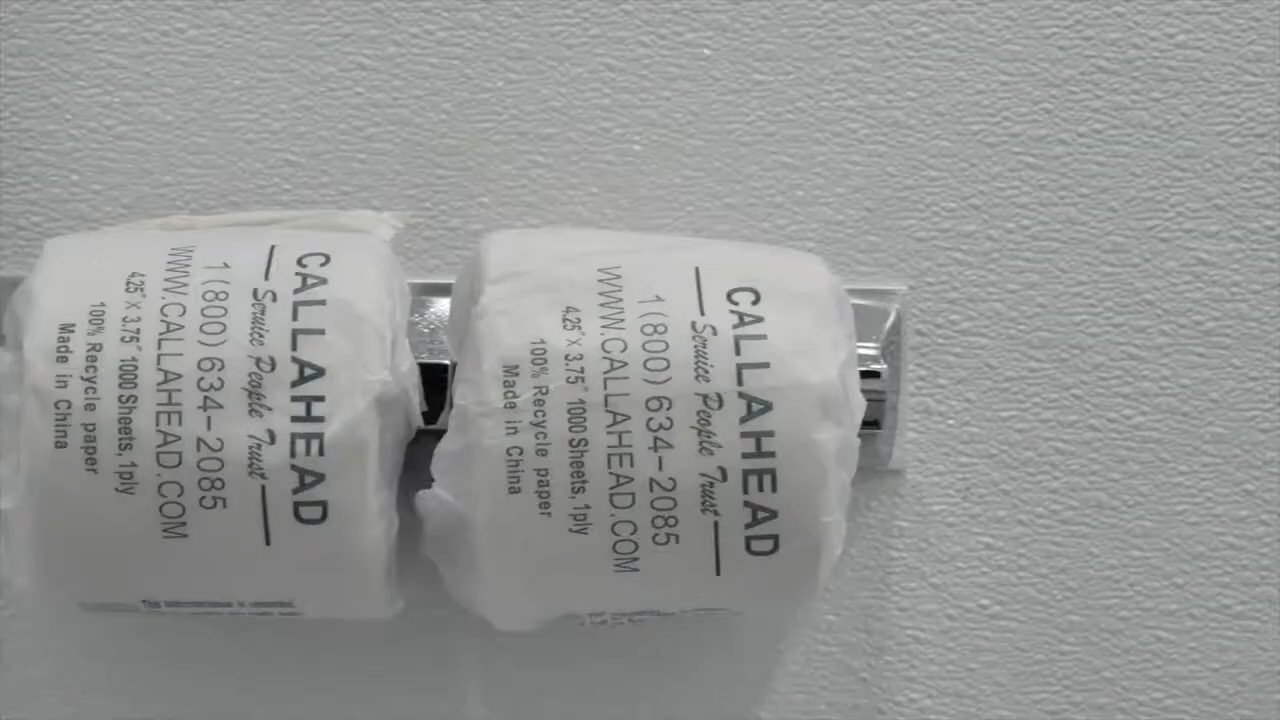 CALLAHEAD
Service People Trust
1(800) 634-2085
WWW.CALLAHEAD.COM
4.25" X 3.75" 1000 Sheets, 1ply
100% Recycle paper
Made in China
CALLAHEAD
Service People Trust
1(800) 634-2085
WWW.CALLAHEAD.COM
4.25" X 3.75" 1000 Sheets, 1ply
100% Recycle paper
Made in China